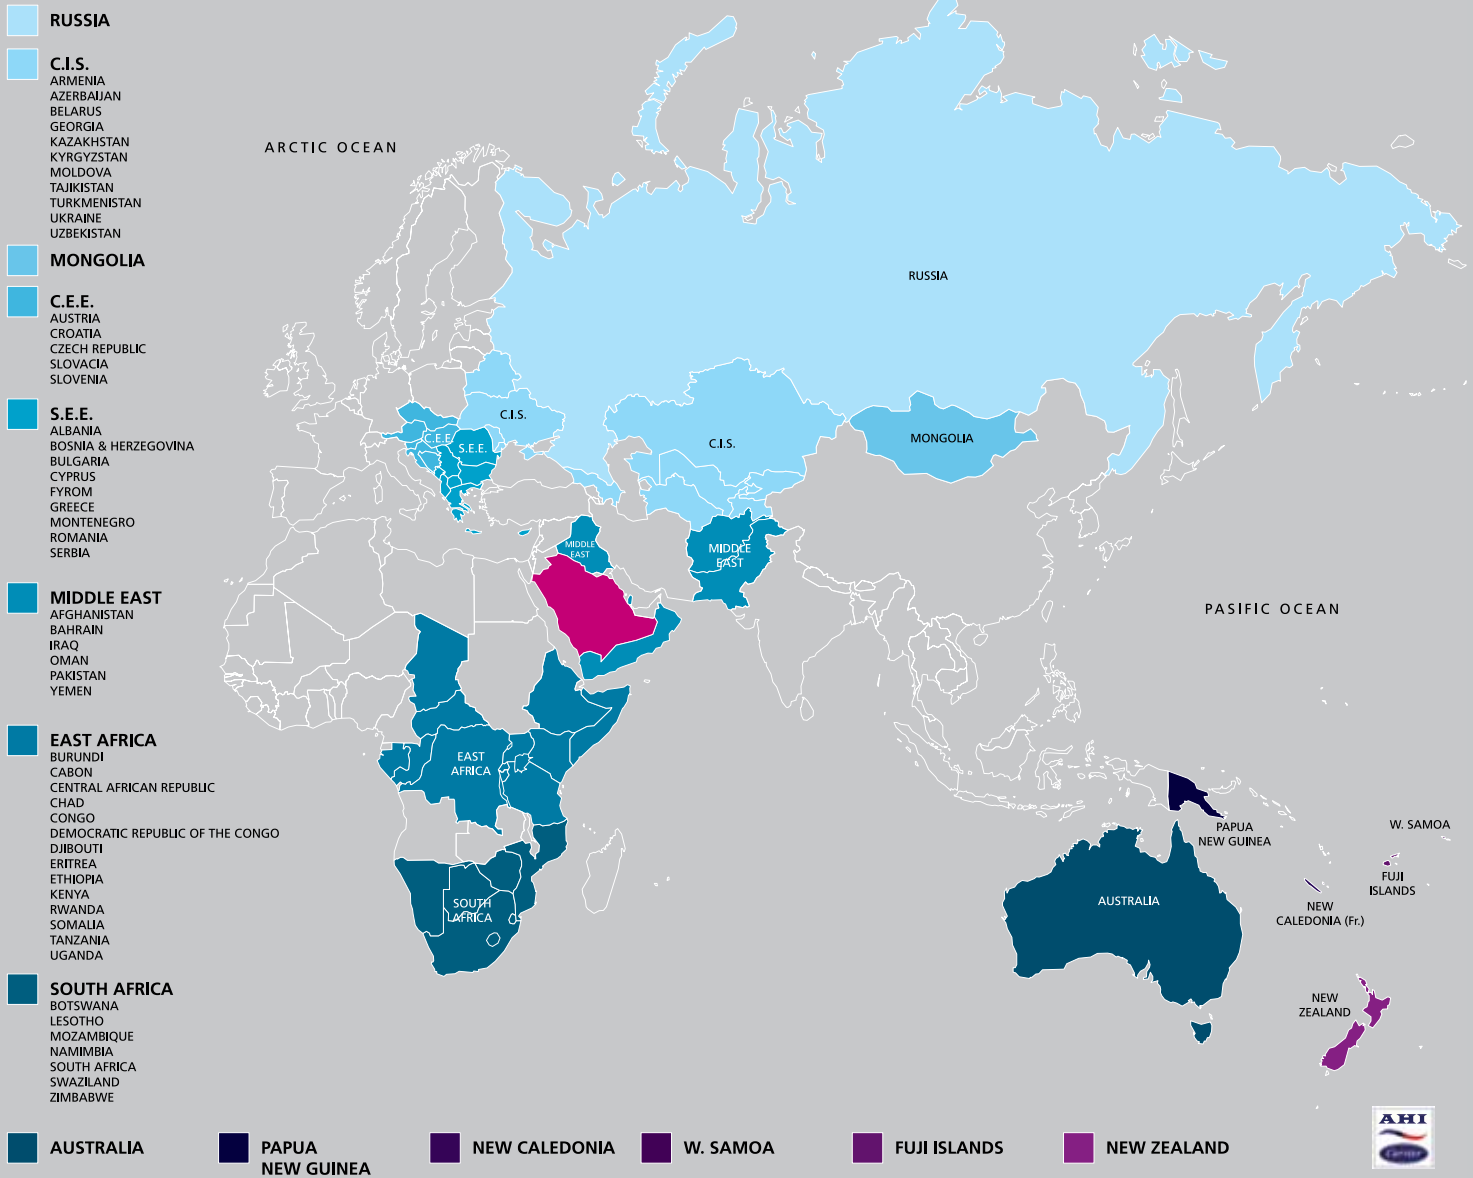 RUSSIA
C.I.S.
ARMENIA
AZERBAIJAN
BELARUS
GEORGIA
KAZAKHSTAN
KYRGYZSTAN
MOLDOVA
TAJIKISTAN
TURKMENISTAN
UKRAINE
UZBEKISTAN
MONGOLIA
C.E.E.
AUSTRIA
CROATIA
CZECH REPUBLIC
SLOVACIA
SLOVENIA
S.E.E.
ALBANIA
BOSNIA & HERZEGOVINA
BULGARIA
CYPRUS
FYROM
GREECE
MONTENEGRO
ROMANIA
SERBIA
MIDDLE EAST
AFGHANISTAN
BAHRAIN
IRAQ
OMAN
PAKISTAN
YEMEN
EAST AFRICA
BURUNDI
CABON
CENTRAL AFRICAN REPUBLIC
CHAD
CONGO
DEMOCRATIC REPUBLIC OF THE CONGO
DJIBOUTI
ERITREA
ETHIOPIA
KENYA
RWANDA
SOMALIA
TANZANIA
UGANDA
SOUTH AFRICA
BOTSWANA
LESOTHO
MOZAMBIQUE
NAMIMBIA
SOUTH AFRICA
SWAZILAND
ZIMBABWE
ARCTIC OCEAN
RUSSIA
C.I.S.
C.I.S.
MONGOLIA
C.E.E.
S.E.E.
MIDDLE
EAST
MIDDLE
EAST
PASİFİC OCEAN
EAST
AFRICA
SOUTH
AFRICA
PAPUA
NEW GUINEA
W. SAMOA
FUJI
ISLANDS
NEW
CALEDONIA (Fr.)
AUSTRALIA
NEW
ZEALAND
AUSTRALIA
PAPUA
NEW GUINEA
NEW CALEDONIA
W. SAMOA
FUJI ISLANDS
NEW ZEALAND
AHI
Carrier